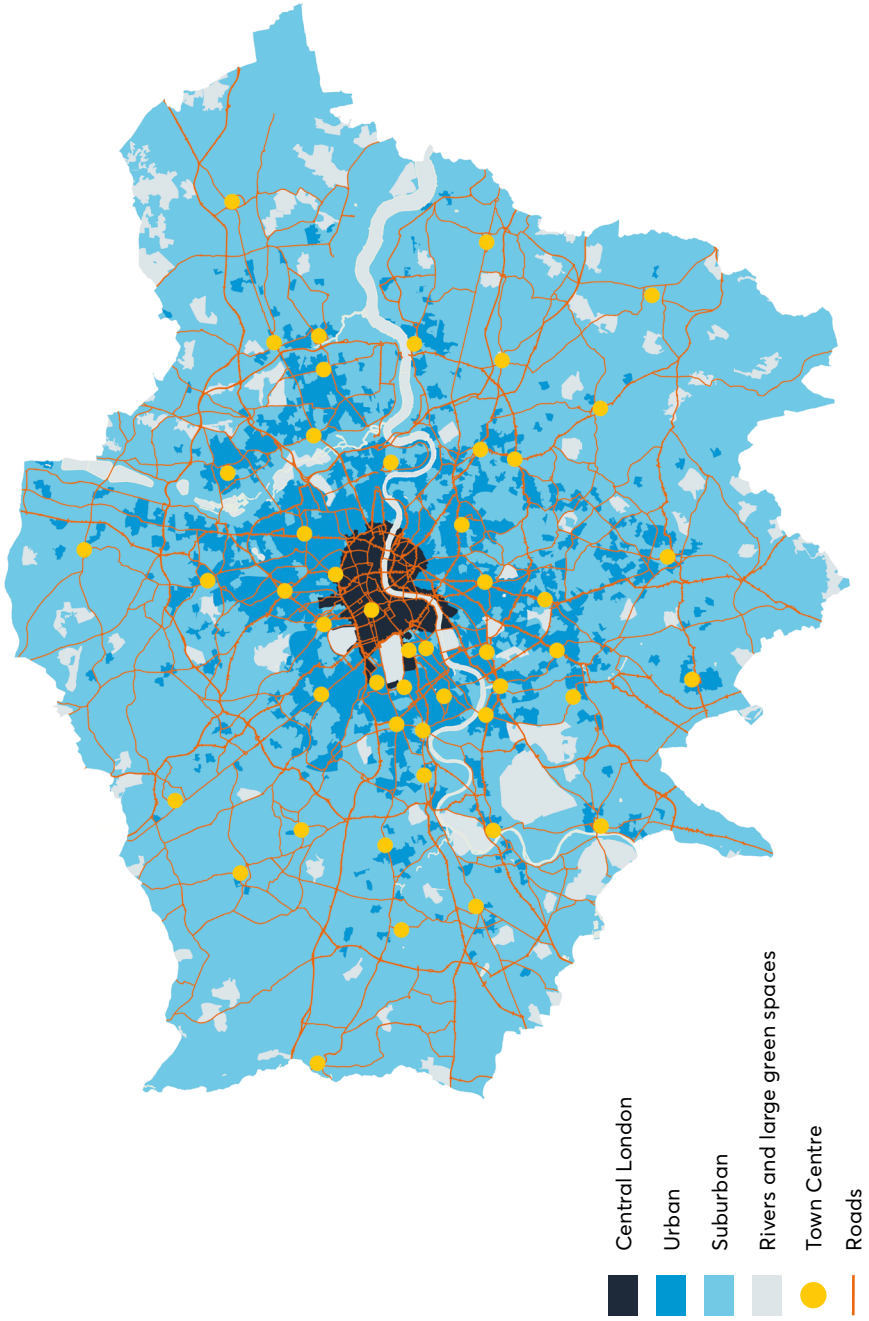 Central London
Urban
Suburban
Rivers and large green spaces
Town Centre
Roads